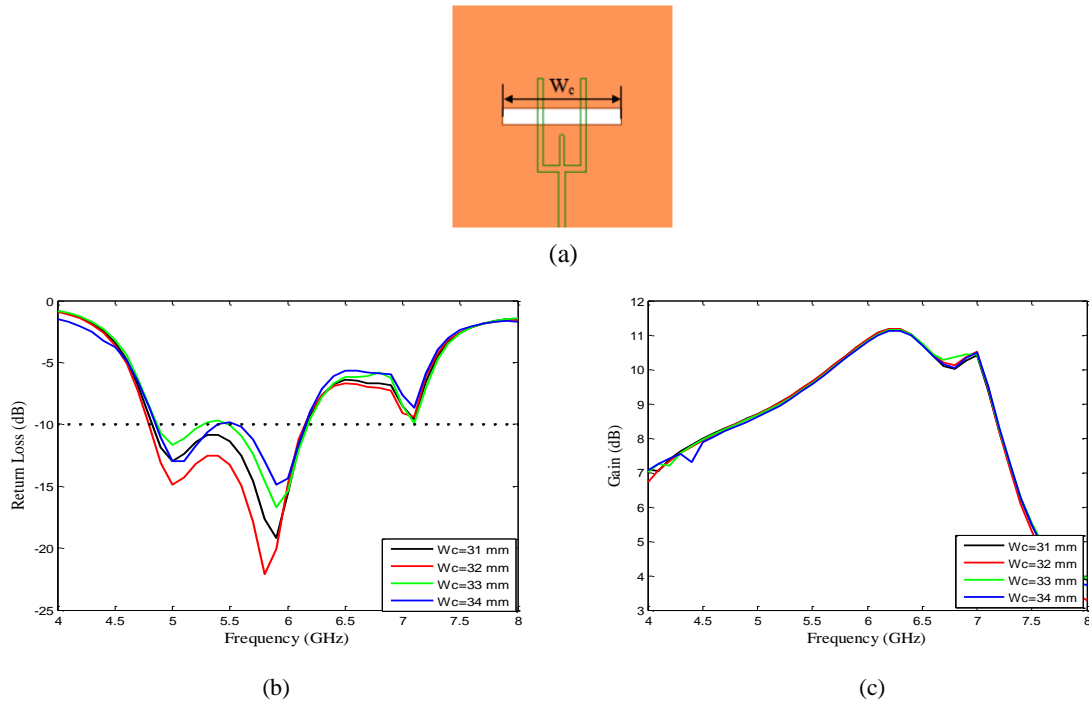 Wc
(a)
0
-5
-10
-15
-20
-25
Return Loss (dB)
4 4.5 5 5.5 6 6.5 7 7.5 8
Frequency (GHz)
Wc=31 mm
Wc=32 mm
Wc=33 mm
Wc=34 mm
(b)
12
11
10
9
8
7
6
5
4
3
Gain (dB)
4 4.5 5 5.5 6 6.5 7 7.5 8
Frequency (GHz)
Wc=31 mm
Wc=32 mm
Wc=33 mm
Wc=34 mm
(c)